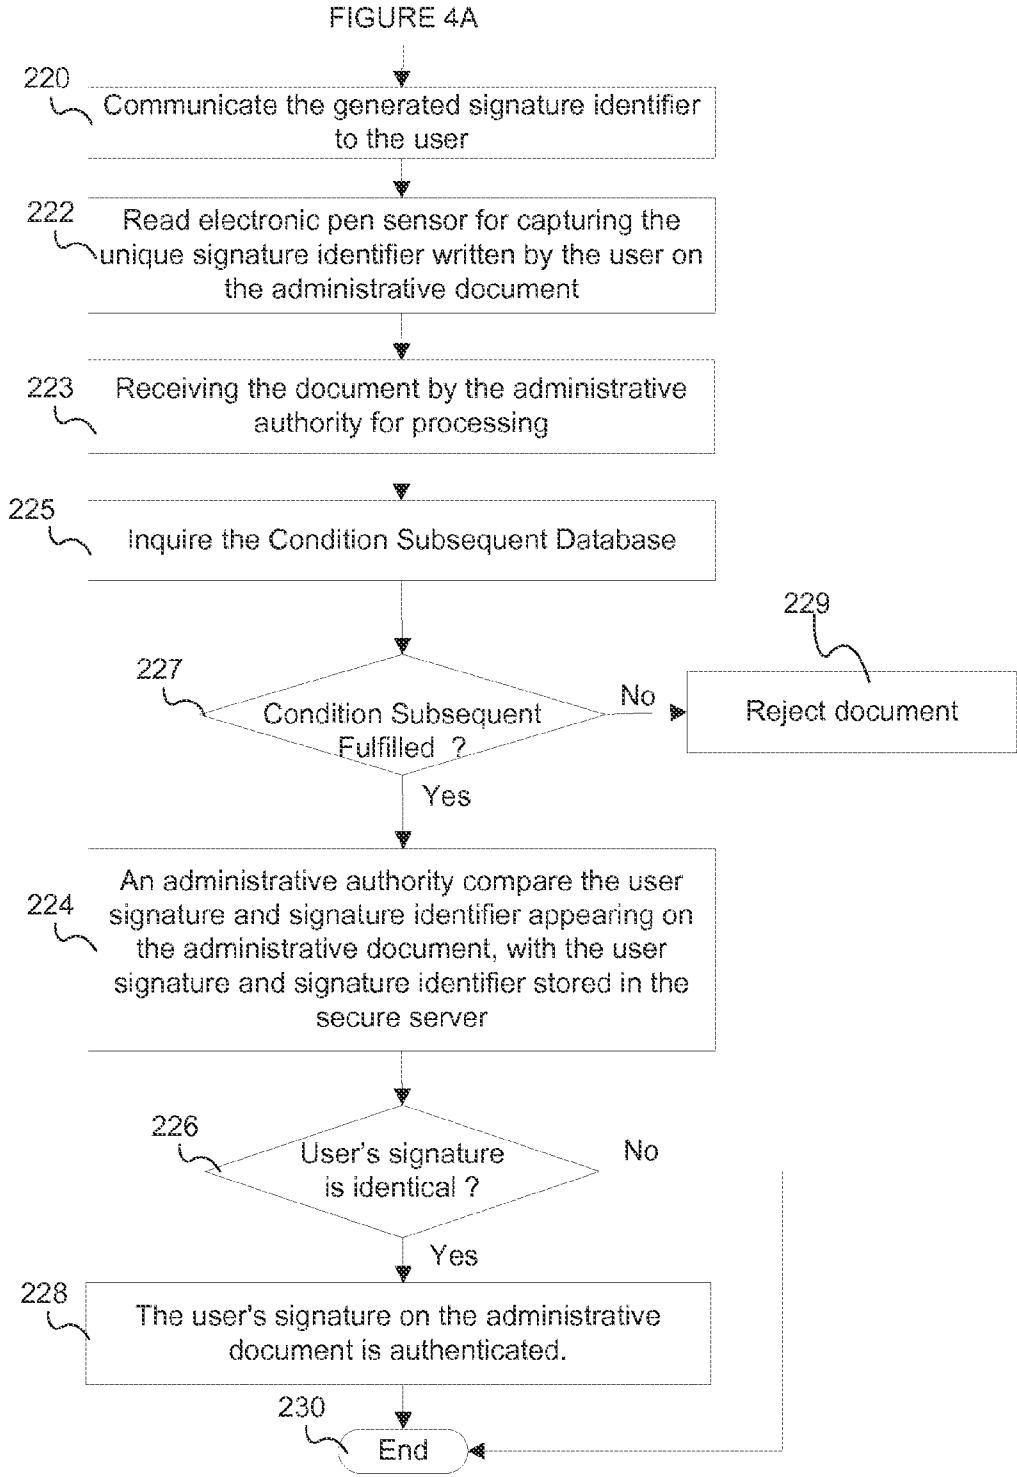 FIGURE 4A
220
Communicate the generated signature identifier
to the user
222
Read electronic pen sensor for capturing the
unique signature identifier written by the user on
the administrative document
223
Receiving the document by the administrative
authority for processing
225
Inquire the Condition Subsequent Database
229
227
No
Reject document
Condition Subsequent
Fulfilled ?
Yes
224
An administrative authority compare the user
signature and signature identifier appearing on
the administrative document, with the user
signature and signature identifier stored in the
secure server
226
User's signature
is identical ?
No
Yes
228
The user's signature on the administrative
document is authenticated.
230
End